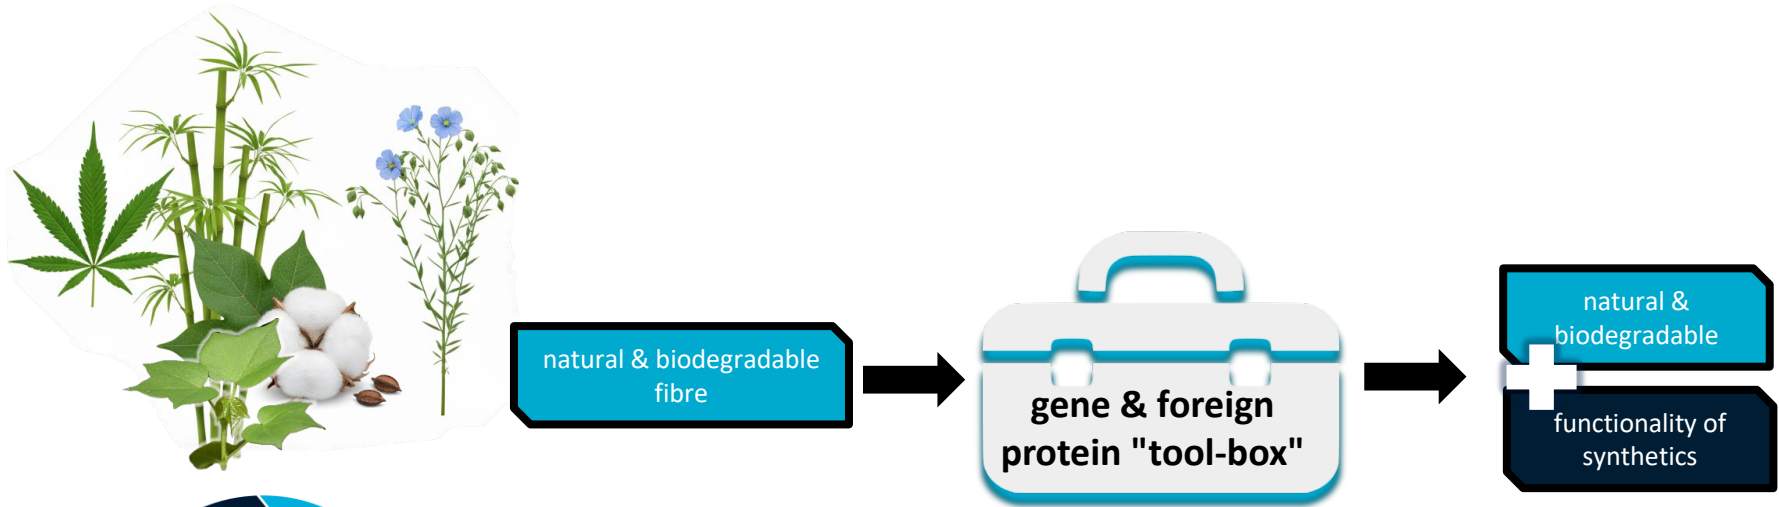 natural & biodegradable
fibre
gene & foreign
protein "tool-box"
natural &
biodegradable
functionality of
synthetics